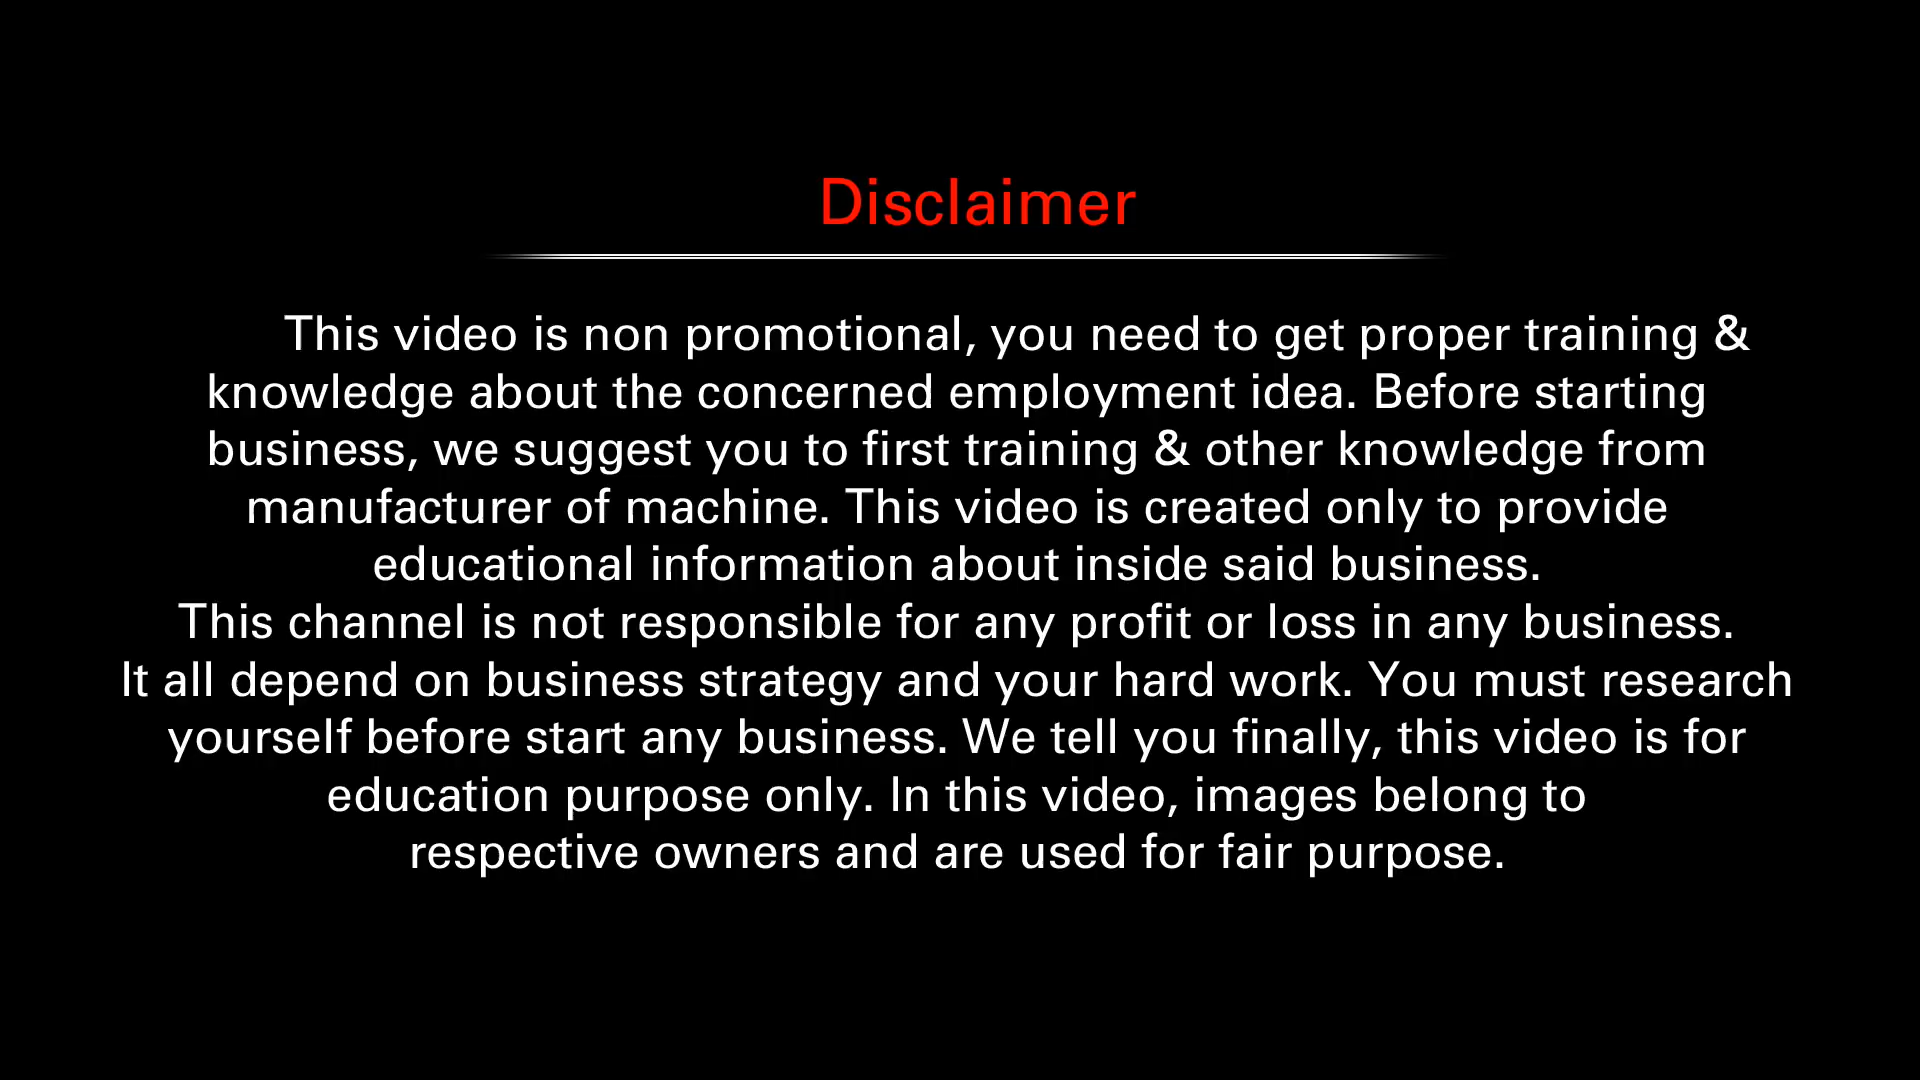 Disclaimer
This video is non promotional, you need to get proper training &
knowledge about the concerned employment idea. Before starting
business, we suggest you to first training & other knowledge from
manufacturer of machine. This video is created only to provide
educational information about inside said business.
This channel is not responsible for any profit or loss in any business.
It all depend on business strategy and your hard work. You must research
yourself before start any business. We tell you finally, this video is for
education purpose only. In this video, images belong to
respective owners and are used for fair purpose.